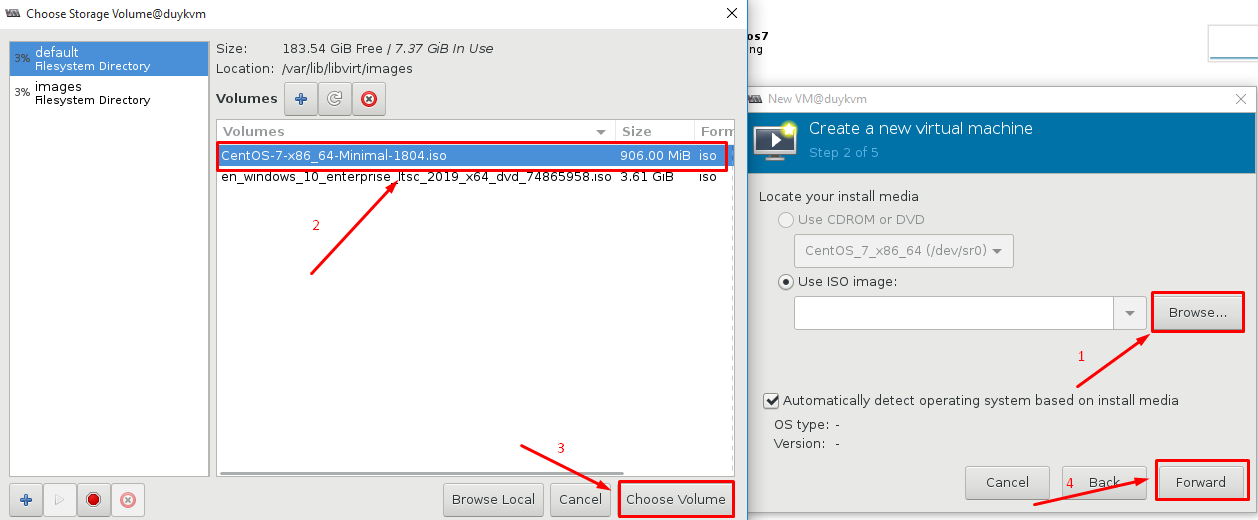 Choose Storage Volume@duykvm
3% default
Filesystem Directory
3% images
Filesystem Directory
Size: 183.54 GiB Free / 7.37 GiB In Use
Location: /var/lib/libvirt/images
Volumes
Volumes Size Form
CentOS-7-x86_64-Minimal-1804.iso 906.00 MiB iso
en_windows_10_enterprise_ltsc_2019_x64_dvd_74865958.iso 3.61 GiB iso
2
3
Browse Local Cancel Choose Volume
os7
ng
New VM@duykvm
Create a new virtual machine
Step 2 of 5
Locate your install media
Use CDROM or DVD
CentOS_7_x86_64 (/dev/sr0)
Use ISO image:
Browse...
1
Automatically detect operating system based on install media
OS type: -
Version: -
Cancel Back 4 Forward